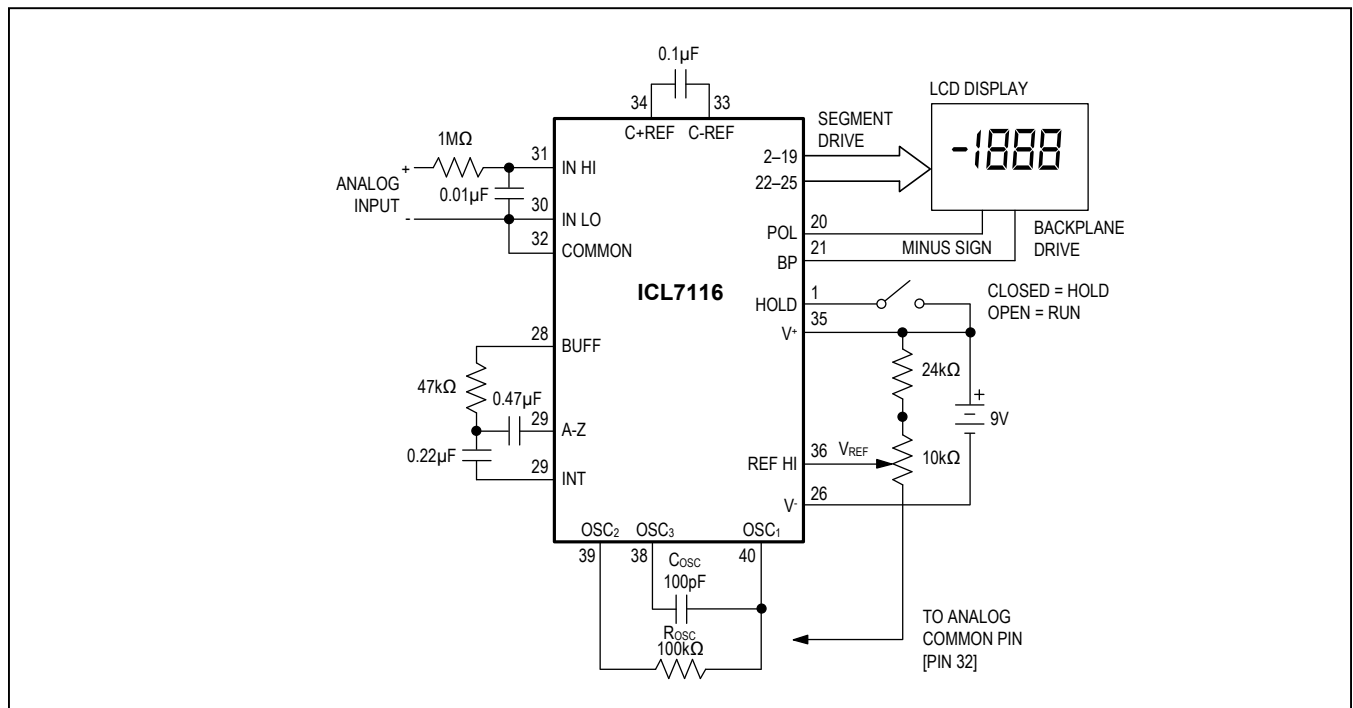 0.1µF
34 33
C+REF C-REF
1MΩ
+
ANALOG
INPUT
-
0.01µF
31 IN HI
30 IN LO
32 COMMON
ICL7116
28 BUFF
47kΩ
0.47µF
29 A-Z
0.22µF
29 INT
OSC2 OSC3 OSC1
39 38 40
COSC
100pF
ROSC
100kΩ
SEGMENT
DRIVE
2–19
22–25
LCD DISPLAY
-1888
POL 20
MINUS SIGN
BP 21
BACKPLANE
DRIVE
HOLD 1
CLOSED = HOLD
OPEN = RUN
V+ 35
24kΩ
+
9V
REF HI 36 VREF
10kΩ
V- 26
TO ANALOG
COMMON PIN
[PIN 32]